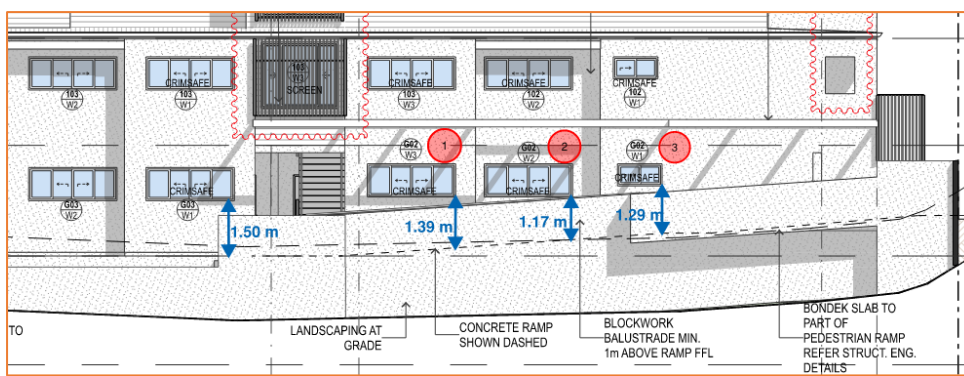 103
W2
103
W1
CRIMSAFE
103
W1
SCREEN
103
W3
CRIMSAFE
102
W2
CRIMSAFE
102
W1
CRIMSAFE
G02
W3
1
G02
W2
2
G02
W1
3
G03
W2
G03
W1
CRIMSAFE
CRIMSAFE
CRIMSAFE
CRIMSAFE
1.50 m
1.39 m
1.17 m
1.29 m
TO
LANDSCAPING AT
GRADE
CONCRETE RAMP
SHOWN DASHED
BLOCKWORK
BALUSTRADE MIN.
1m ABOVE RAMP FFL
BONDEK SLAB TO
PART OF
PEDESTRIAN RAMP
REFER STRUCT. ENG.
DETAILS